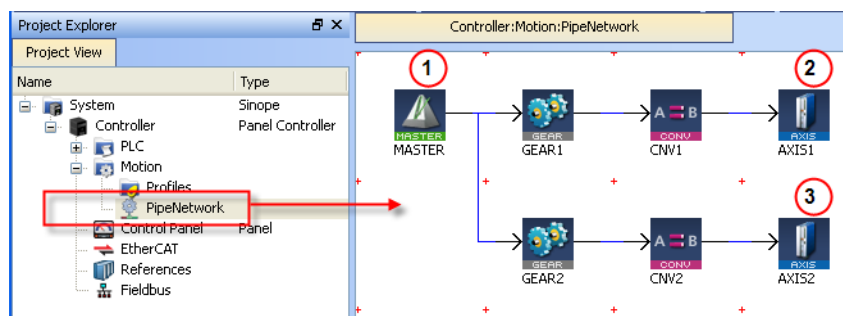 Project Explorer
Project View
Name Type
System Sinope
Controller Panel Controller
PLC
Motion
Profiles
PipeNetwork
Control Panel Panel
EtherCAT
References
Fieldbus
Controller:Motion:PipeNetwork
1
2
MASTER
GEAR
A B
CONV
AXIS
MASTER
GEAR1
CNV1
AXIS1
3
GEAR
A B
CONV
AXIS
GEAR2
CNV2
AXIS2